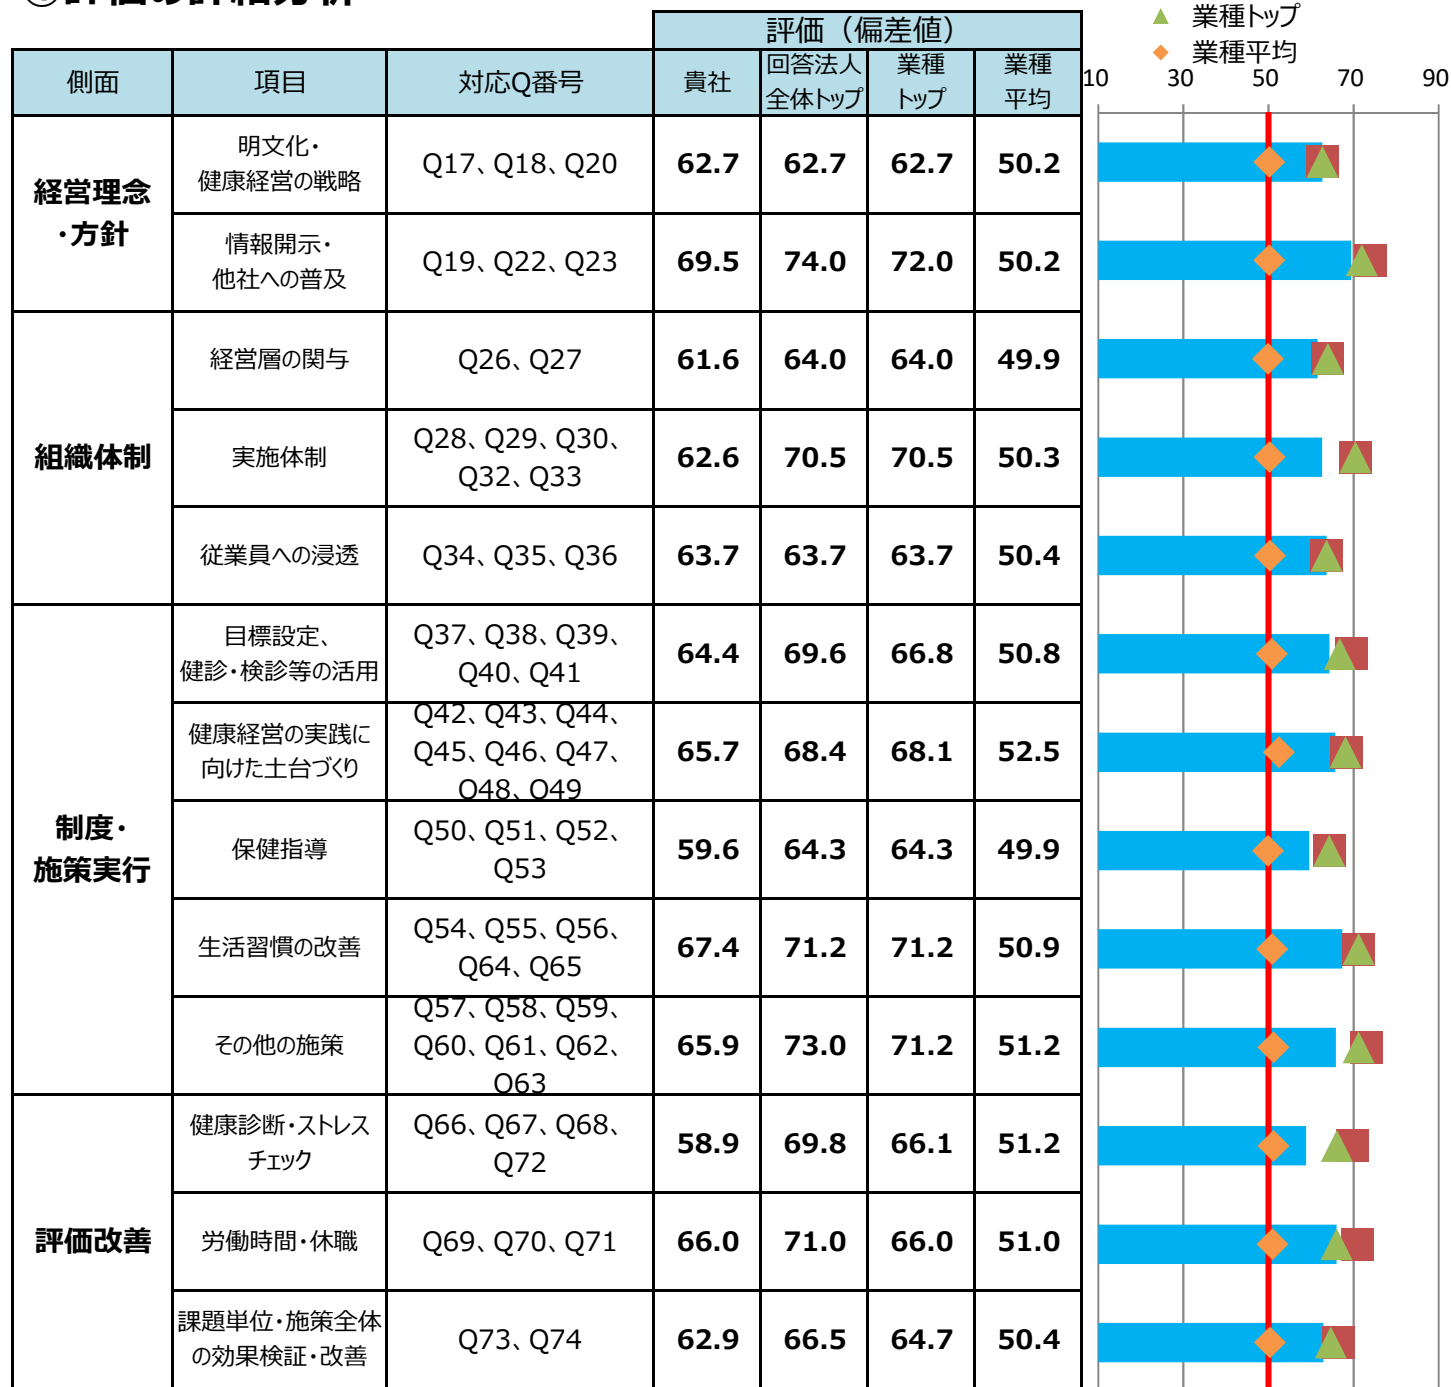 評価の詳細分析
▲ 業種トップ
◆ 業種平均
評価（偏差値）
側面 項目 対応Q番号 貴社 回答法人 業種 業種
全体トップ トップ 平均
10 30 50 70 90
経営理念
・方針
明文化・
健康経営の戦略
Q17、Q18、Q20 62.7 62.7 62.7 50.2
情報開示・
他社への普及
Q19、Q22、Q23 69.5 74.0 72.0 50.2
組織体制
経営層の関与 Q26、Q27 61.6 64.0 64.0 49.9
実施体制
Q28、Q29、Q30、
Q32、Q33
62.6 70.5 70.5 50.3
従業員への浸透 Q34、Q35、Q36 63.7 63.7 63.7 50.4
制度・
施策実行
目標設定、
健診・検診等の活用
Q37、Q38、Q39、
Q40、Q41
64.4 69.6 66.8 50.8
健康経営の実践に
向けた土台づくり
Q42、Q43、Q44、
Q45、Q46、Q47、
Q48、Q49
65.7 68.4 68.1 52.5
保健指導
Q50、Q51、Q52、
Q53
59.6 64.3 64.3 49.9
生活習慣の改善
Q54、Q55、Q56、
Q64、Q65
67.4 71.2 71.2 50.9
その他の施策
Q57、Q58、Q59、
Q60、Q61、Q62、
Q63
65.9 73.0 71.2 51.2
評価改善
健康診断・ストレス
チェック
Q66、Q67、Q68、
Q72
58.9 69.8 66.1 51.2
労働時間・休職 Q69、Q70、Q71 66.0 71.0 66.0 51.0
課題単位・施策全体
の効果検証・改善
Q73、Q74 62.9 66.5 64.7 50.4